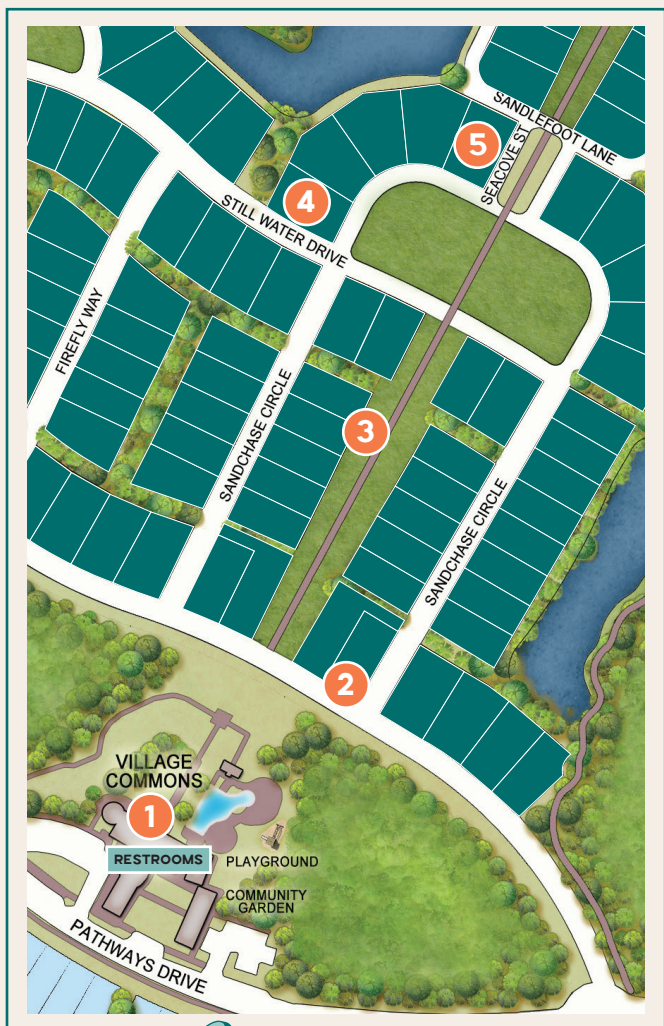 SANDLEFOOT LANE
5
SEACOVE ST
4
STILL WATER DRIVE
FIREFLY WAY
3
SANDCHASE CIRCLE
SANDCHASE CIRCLE
2
VILLAGE
COMMONS
1
RESTROOMS
PLAYGROUND
COMMUNITY
GARDEN
PATHWAYS DRIVE